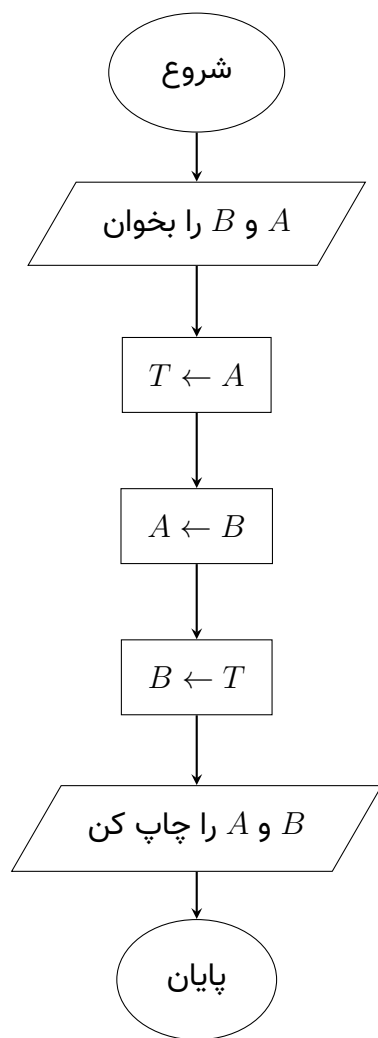 شروع
A و B را بخوان
T ← A
A ← B
B ← T
B و A را چاپ کن
پایان